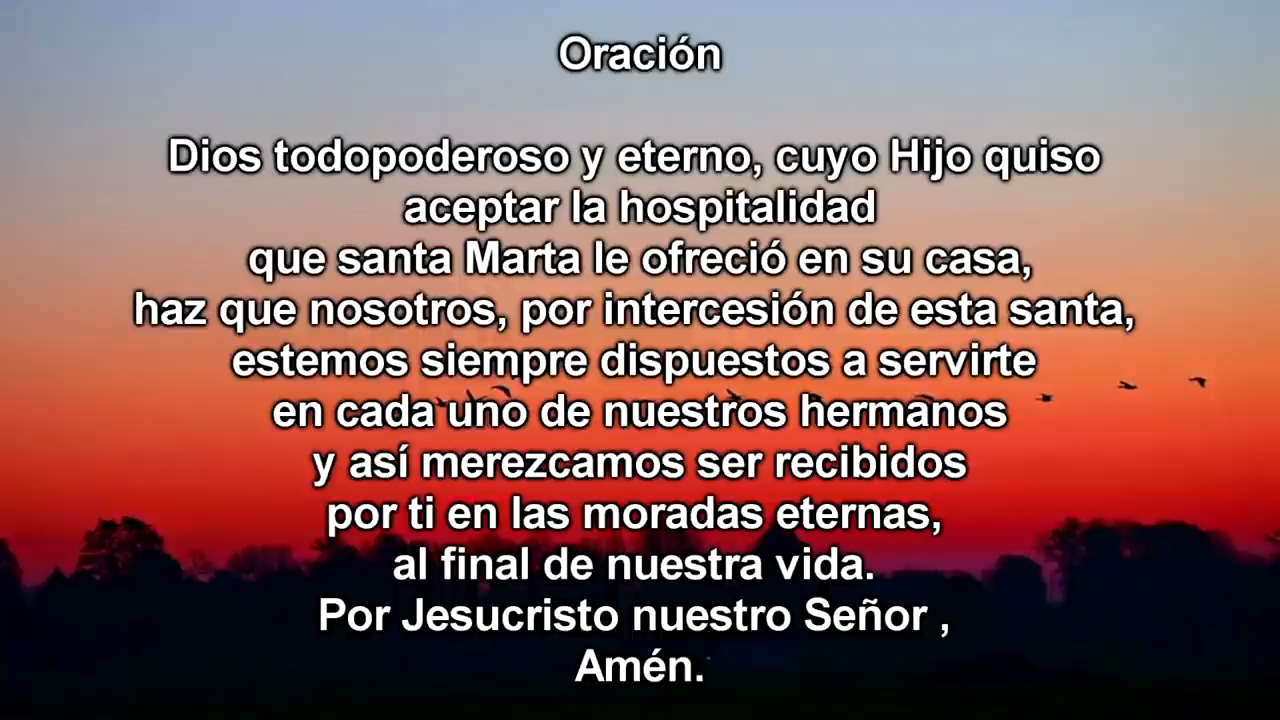 Oración
Dios todopoderoso y eterno, cuyo Hijo quiso
aceptar la hospitalidad
que santa Marta le ofreció en su casa,
haz que nosotros, por intercesión de esta santa,
estemos siempre dispuestos a servirte
en cada uno de nuestros hermanos
y así merezcamos ser recibidos
por ti en las moradas eternas,
al final de nuestra vida.
Por Jesucristo nuestro Señor ,
Amén.